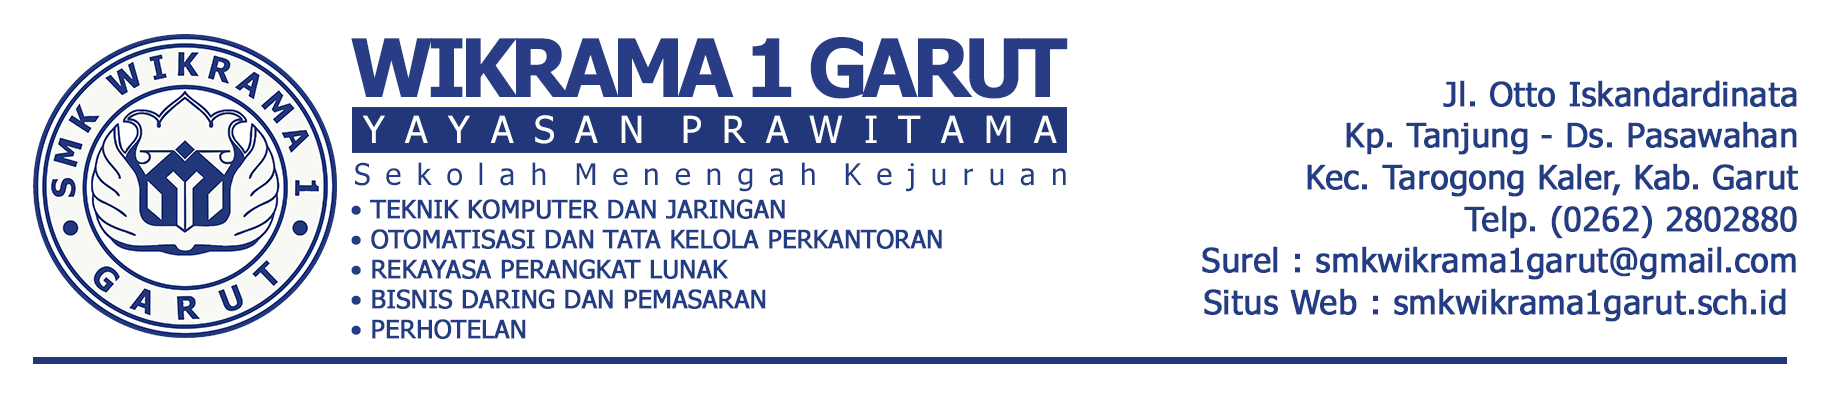 SMK WIKRAMA 1
GARUT
WIKRAMA 1 GARUT
YAYASAN PRAWITAMA
Sekolah Menengah Kejuruan
• TEKNIK KOMPUTER DAN JARINGAN
• OTOMATISASI DAN TATA KELOLA PERKANTORAN
• REKAYASA PERANGKAT LUNAK
• BISNIS DARING DAN PEMASARAN
• PERHOTELAN
Jl. Otto Iskandardinata
Kp. Tanjung - Ds. Pasawahan
Kec. Tarogong Kaler, Kab. Garut
Telp. (0262) 2802880
Surel : smkwikrama1garut@gmail.com
Situs Web : smkwikrama1garut.sch.id